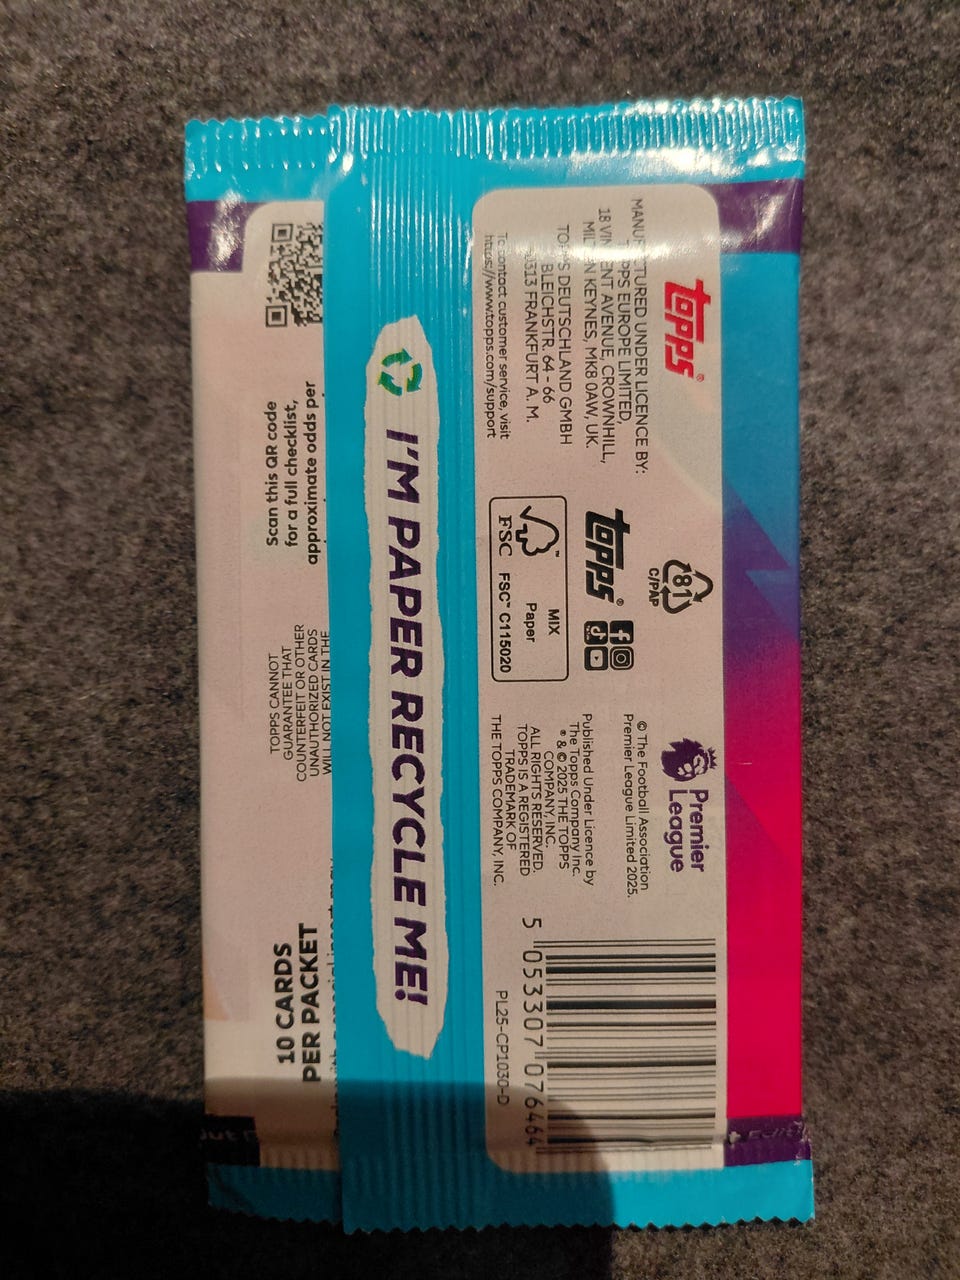 topps®
MANUFACTURED UNDER LICENCE BY:
TOPPS EUROPE LIMITED,
18 VINCENT AVENUE, CROWNHILL,
MILTON KEYNES, MK8 0AW, UK.
TOPPS DEUTSCHLAND GMBH
BLEICHSTR. 64 - 66
60313 FRANKFURT A. M.
To contact customer service, visit
https://www.topps.com/support
81
C/PAP
topps®
FSC
™
MIX
Paper
FSC™ C115020
Premier
League
© The Football Association
Premier League Limited 2025.
Published Under Licence by
The Topps Company Inc.
® & © 2025 THE TOPPS
COMPANY, INC.
ALL RIGHTS RESERVED.
TOPPS IS A REGISTERED
TRADEMARK OF
THE TOPPS COMPANY, INC.
5 053307 076464
PL25-CP1030-D
I'M PAPER RECYCLE ME!
Scan this QR code
for a full checklist,
approximate odds per
TOPPS CANNOT
GUARANTEE THAT
COUNTERFEIT OR OTHER
UNAUTHORIZED CARDS
WILL NOT EXIST IN THE
10 CARDS
PER PACKET